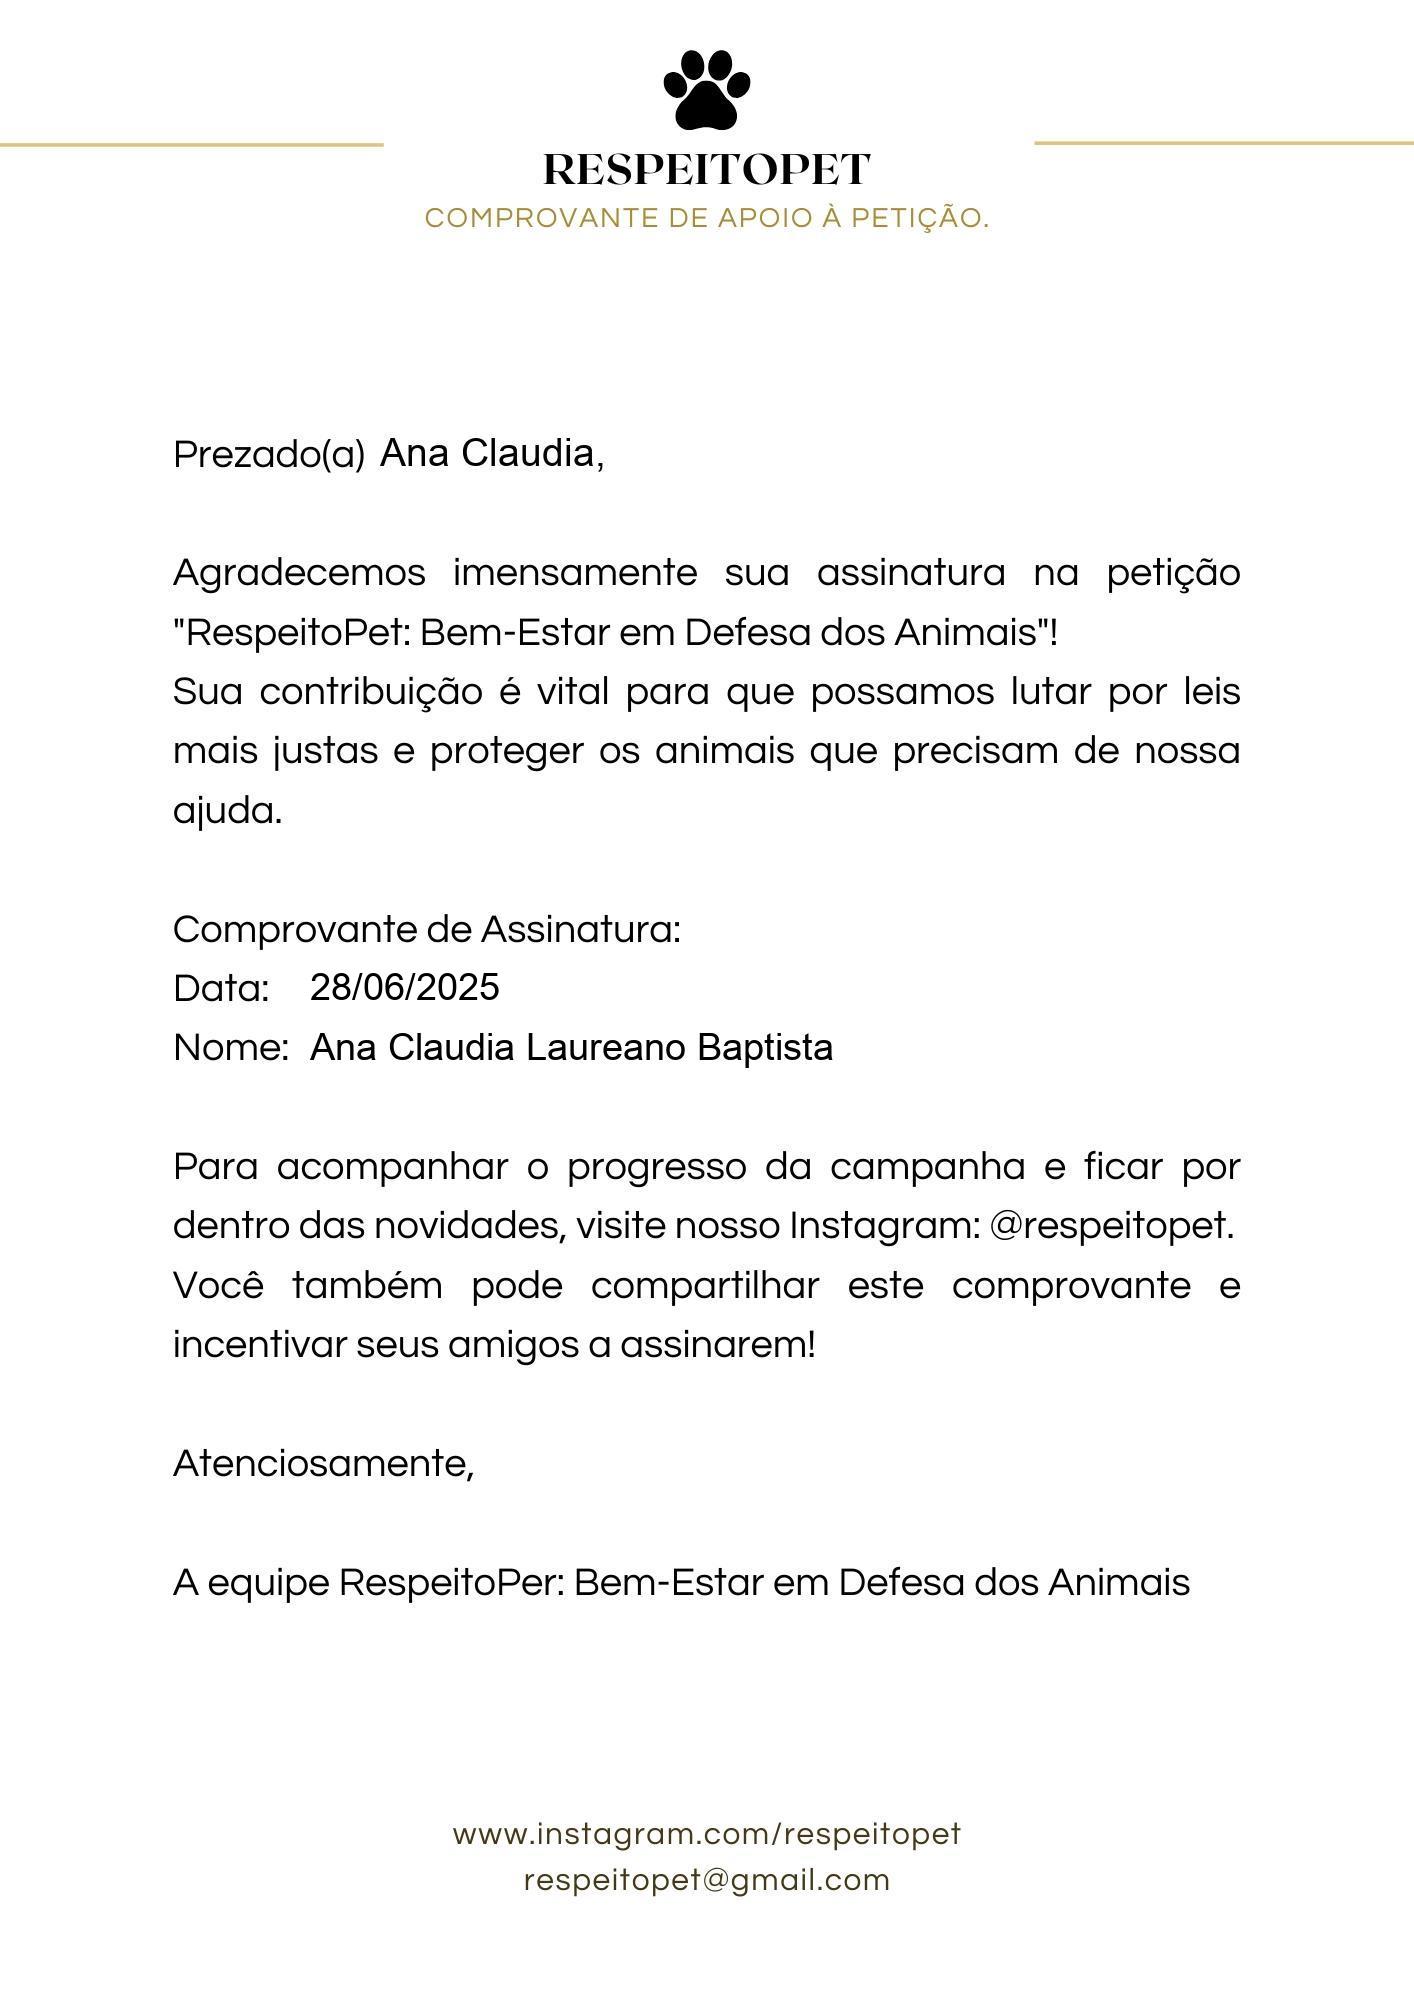 RESPEITOPET
COMPROVANTE DE APOIO À PETIÇÃO.
Prezado(a) Ana Claudia,
Agradecemos imensamente sua assinatura na petição
"RespeitoPet: Bem-Estar em Defesa dos Animais"!
Sua contribuição é vital para que possamos lutar por leis
mais justas e proteger os animais que precisam de nossa
ajuda.
Comprovante de Assinatura:
Data: 28/06/2025
Nome: Ana Claudia Laureano Baptista
Para acompanhar o progresso da campanha e ficar por
dentro das novidades, visite nosso Instagram: @respeitopet.
Você também pode compartilhar este comprovante e
incentivar seus amigos a assinarem!
Atenciosamente,
A equipe RespeitoPer: Bem-Estar em Defesa dos Animais
www.instagram.com/respeitopet
respeitopet@gmail.com